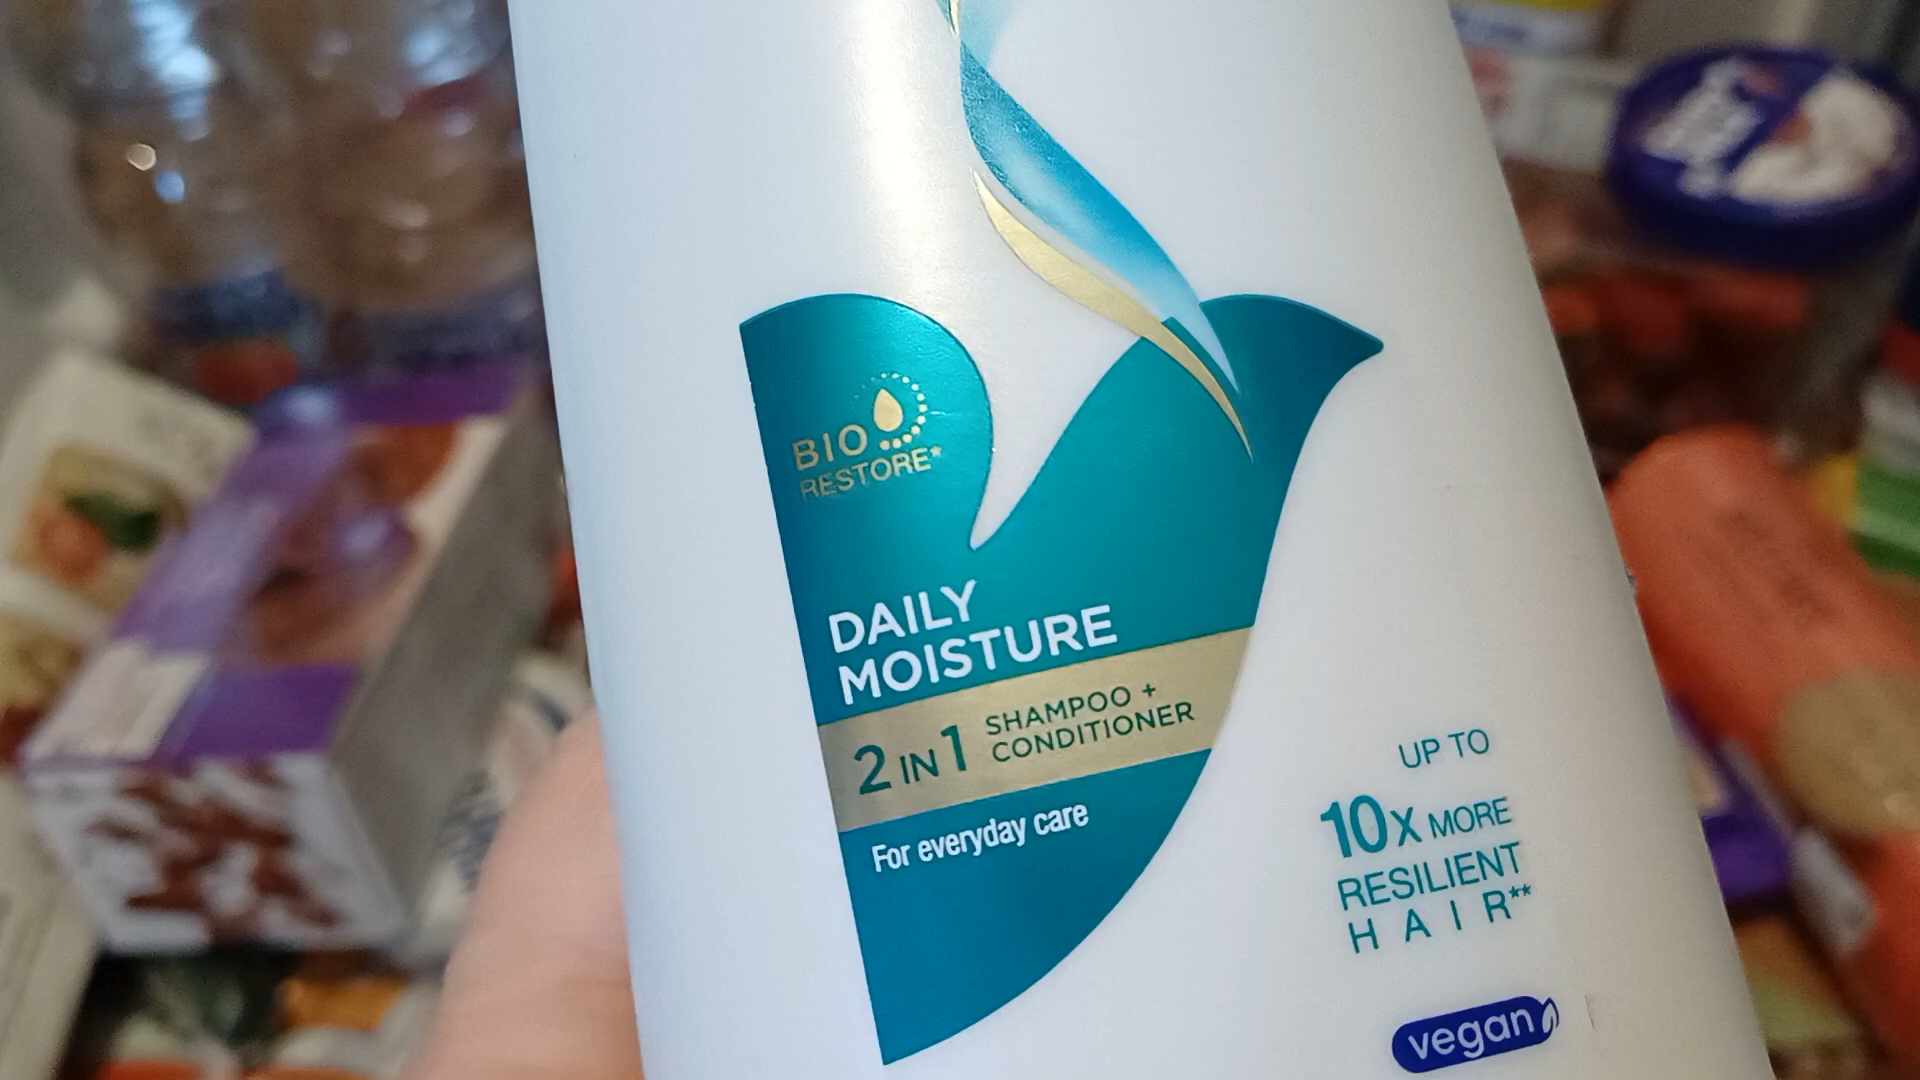 BIO
RESTORE*
DAILY
MOISTURE
2 IN 1 SHAMPOO +
CONDITIONER
For everyday care
UP TO
10X MORE
RESILIENT
HAIR**
vegan